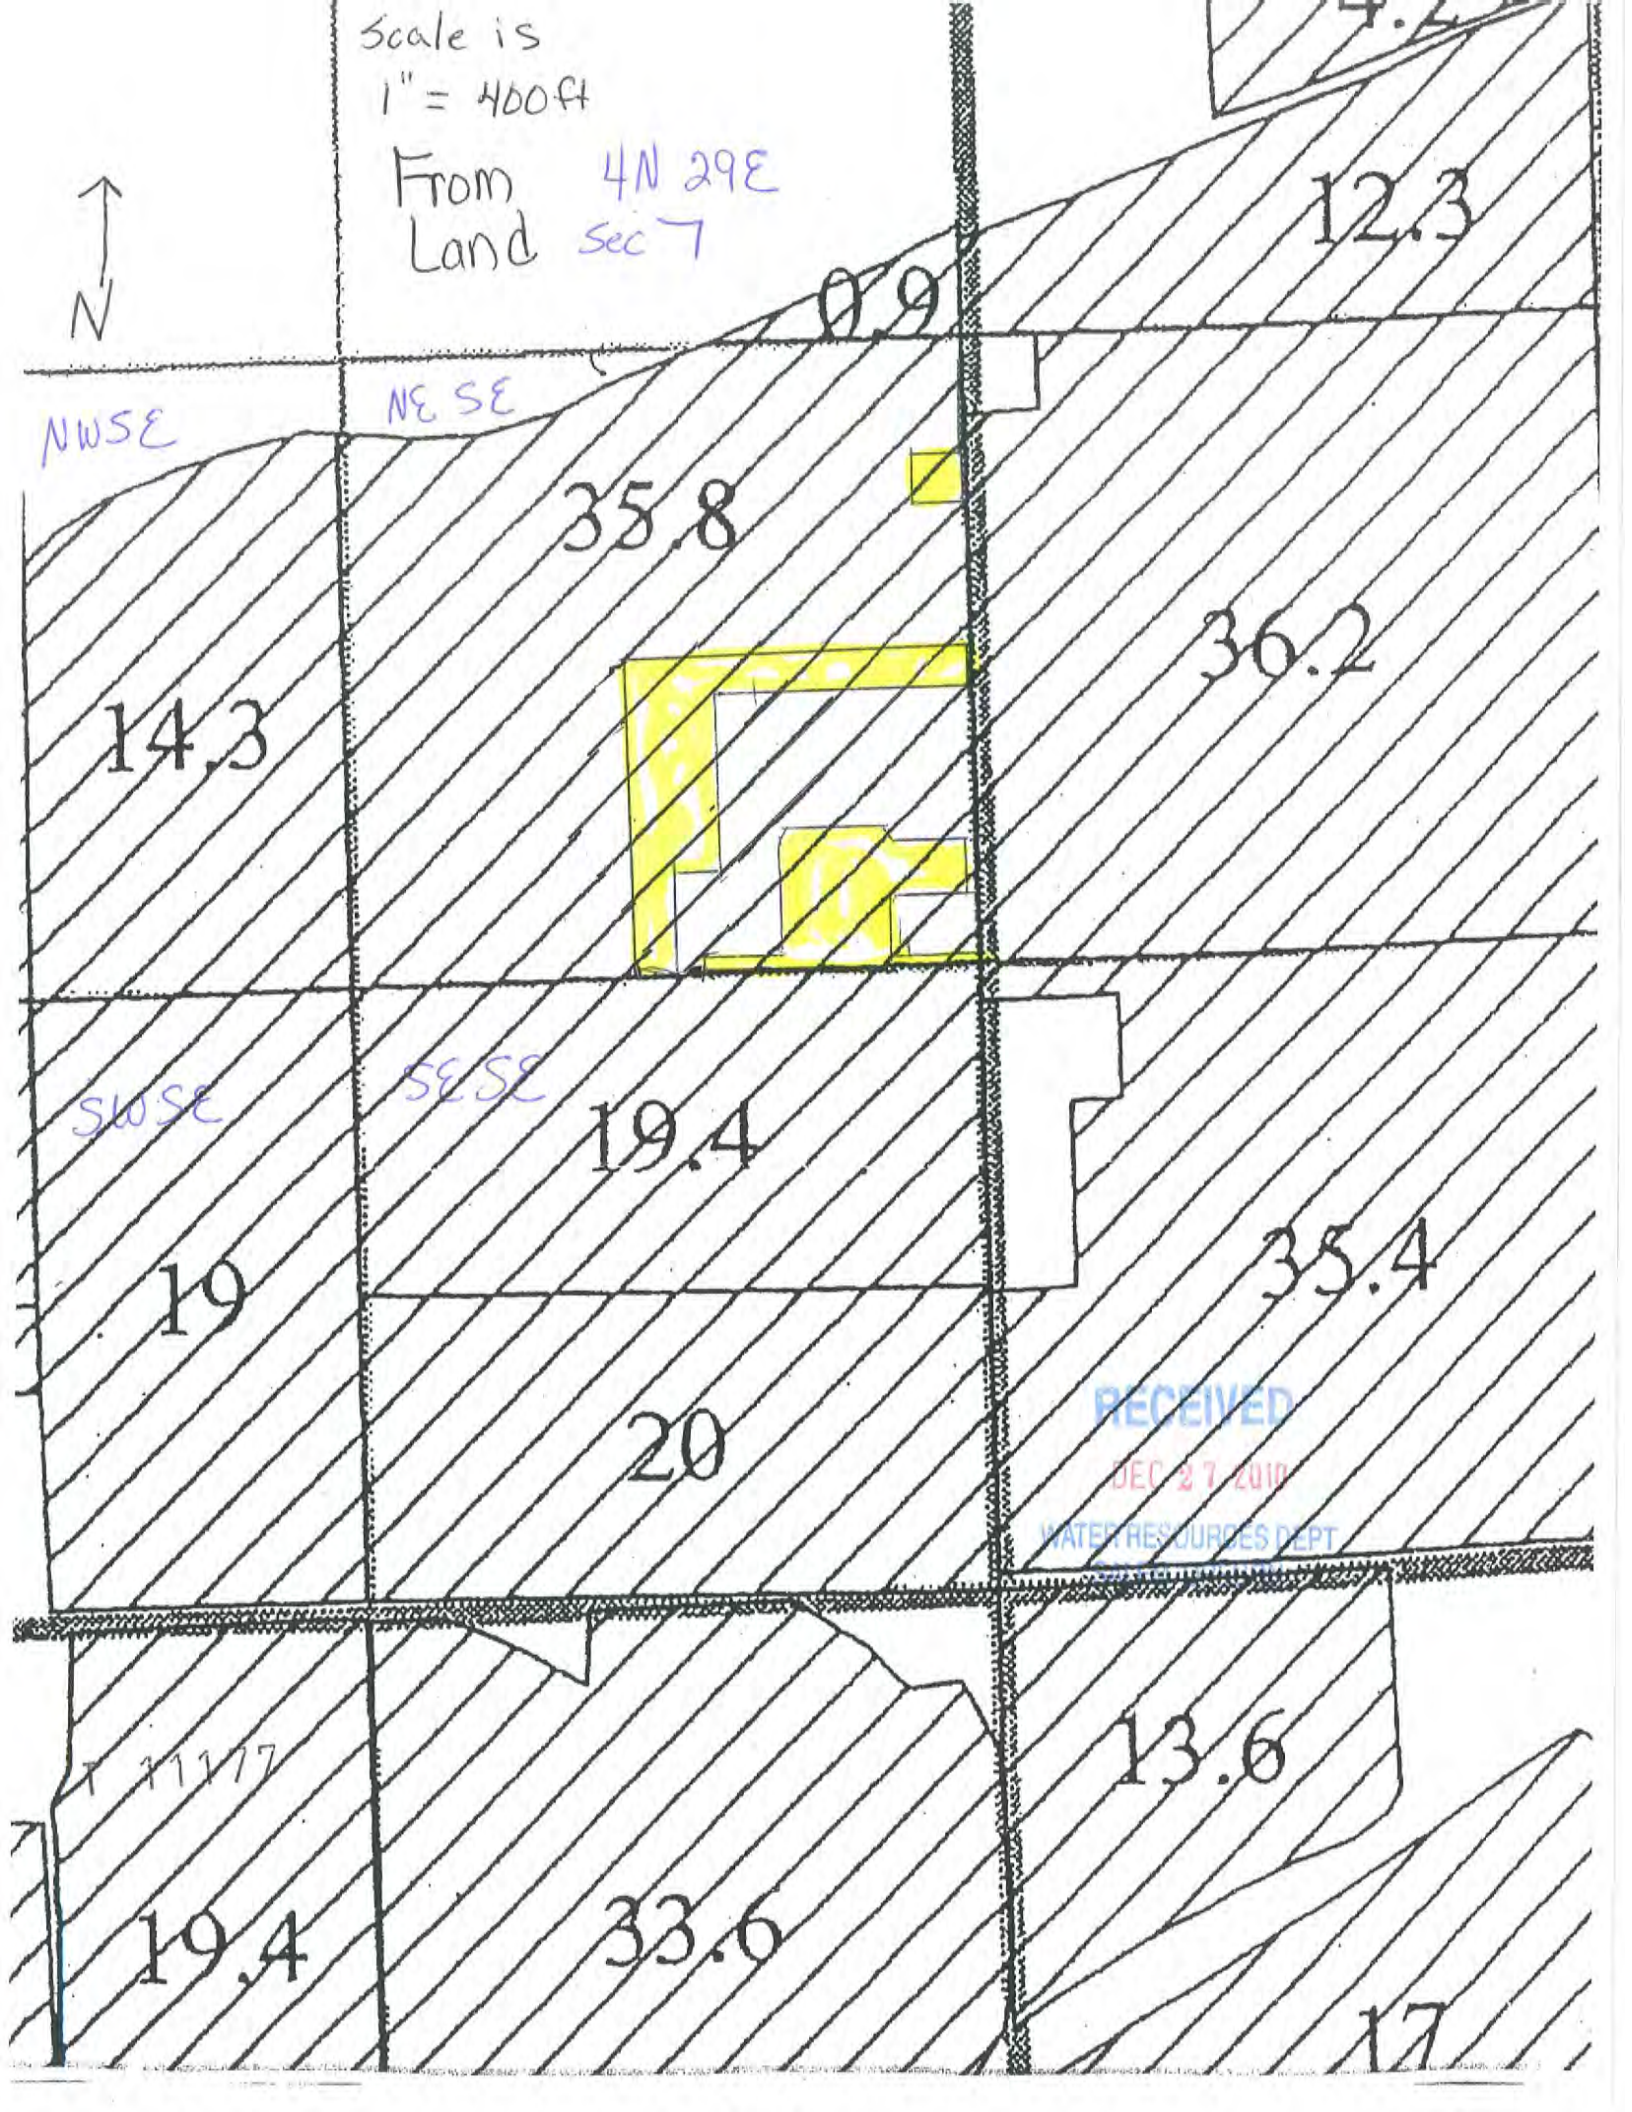 Scale is
1" = 400ft
From 4N 29E
Land Sec 7
N
12.3
0.9
NWSE
NE SE
35.8
36.2
14.3
SWSE
SESE
19.4
19
35.4
20
RECEIVED
DEC 27 2010
WATER RESOURCES DEPT
T 11177
13.6
19.4
33.6
17